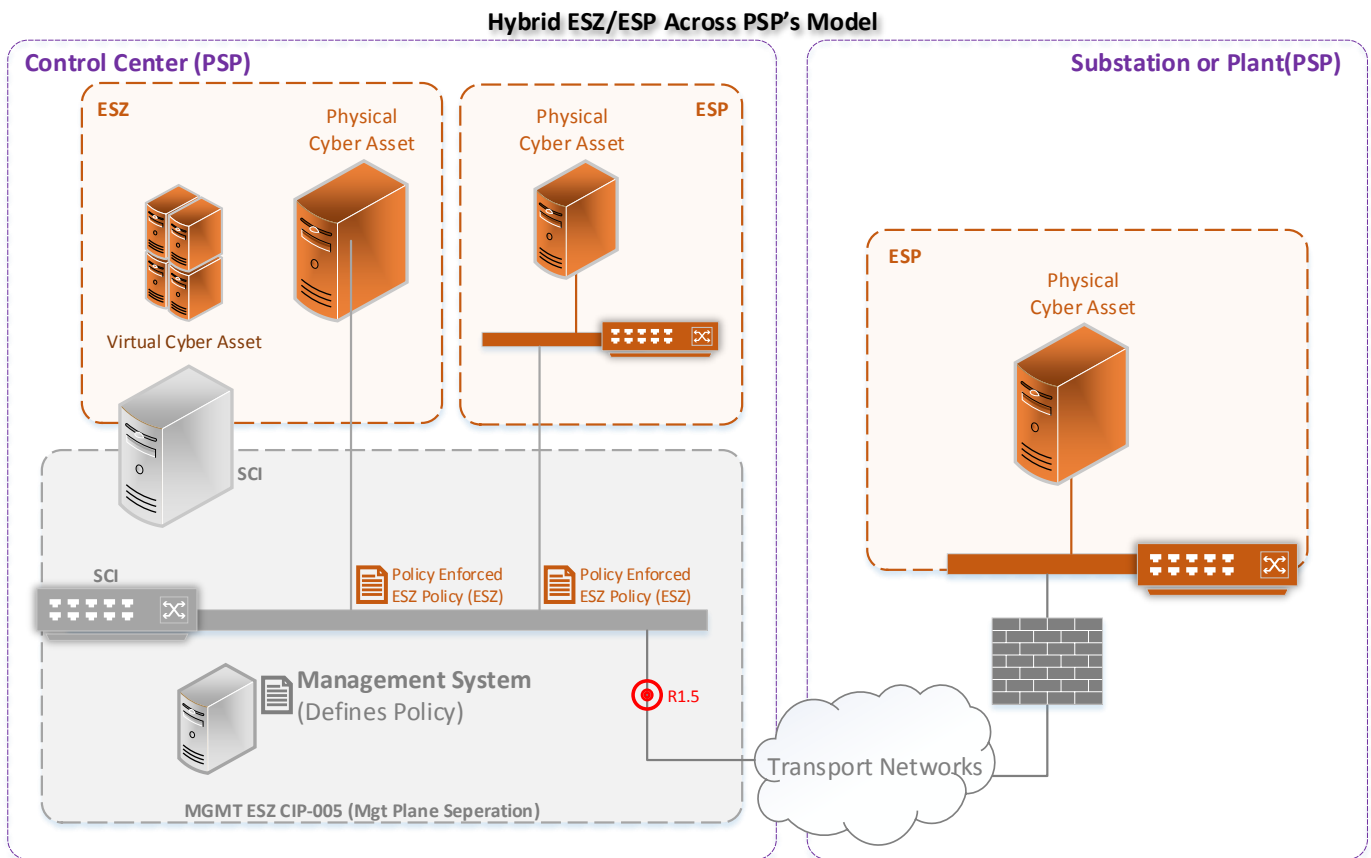 Hybrid ESZ/ESP Across PSP's Model
Control Center (PSP)
Substation or Plant(PSP)
ESZ
Physical
Cyber Asset
Virtual Cyber Asset
ESP
Physical
Cyber Asset
ESP
Physical
Cyber Asset
SCI
SCI
Policy Enforced
ESZ Policy (ESZ)
Policy Enforced
ESZ Policy (ESZ)
Management System
(Defines Policy)
R1.5
Transport Networks
MGMT ESZ CIP-005 (Mgt Plane Seperation)